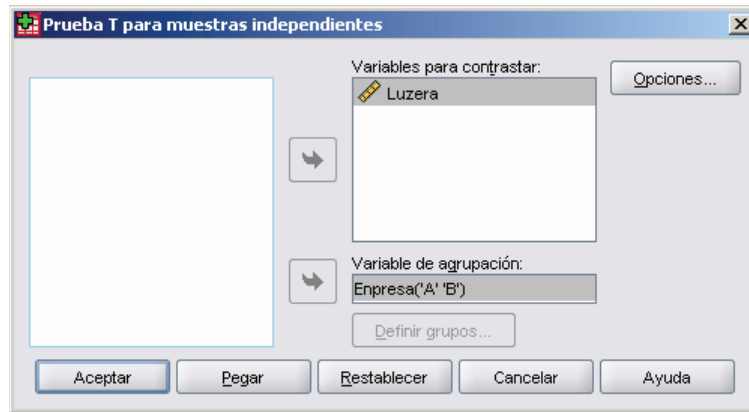 Prueba T para muestras independientes
Variables para contrastar:
Luzera
Opciones...
Variable de agrupación:
Enpresa('A' 'B')
Definir grupos...
Aceptar
Pegar
Restablecer
Cancelar
Ayuda